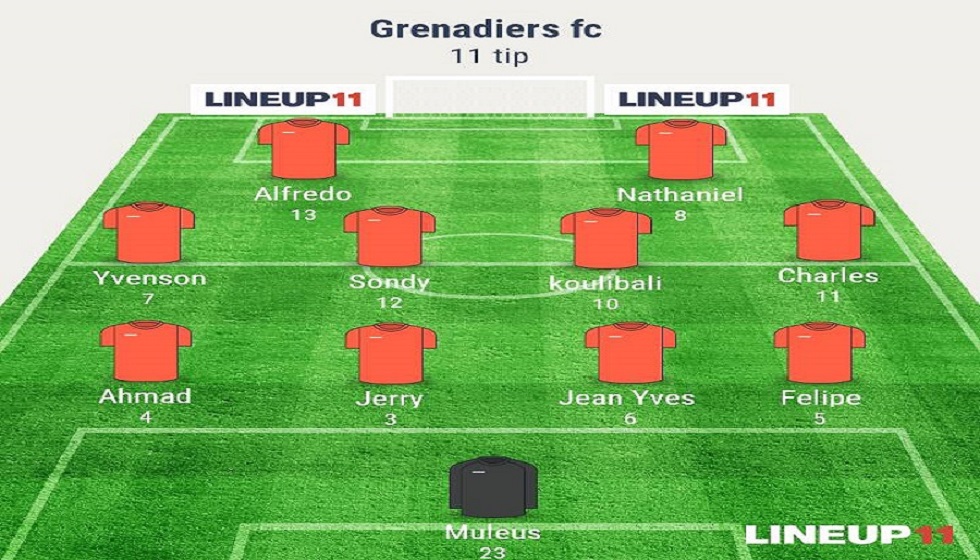 Grenadiers fc
11 tip
LINEUP11 LINEUP11
Alfredo
13
Nathaniel
8
Yvenson
7
Sondy
12
koulibali
10
Charles
11
Ahmad
4
Jerry
3
Jean Yves
6
Felipe
5
Muleus
23
LINEUP11